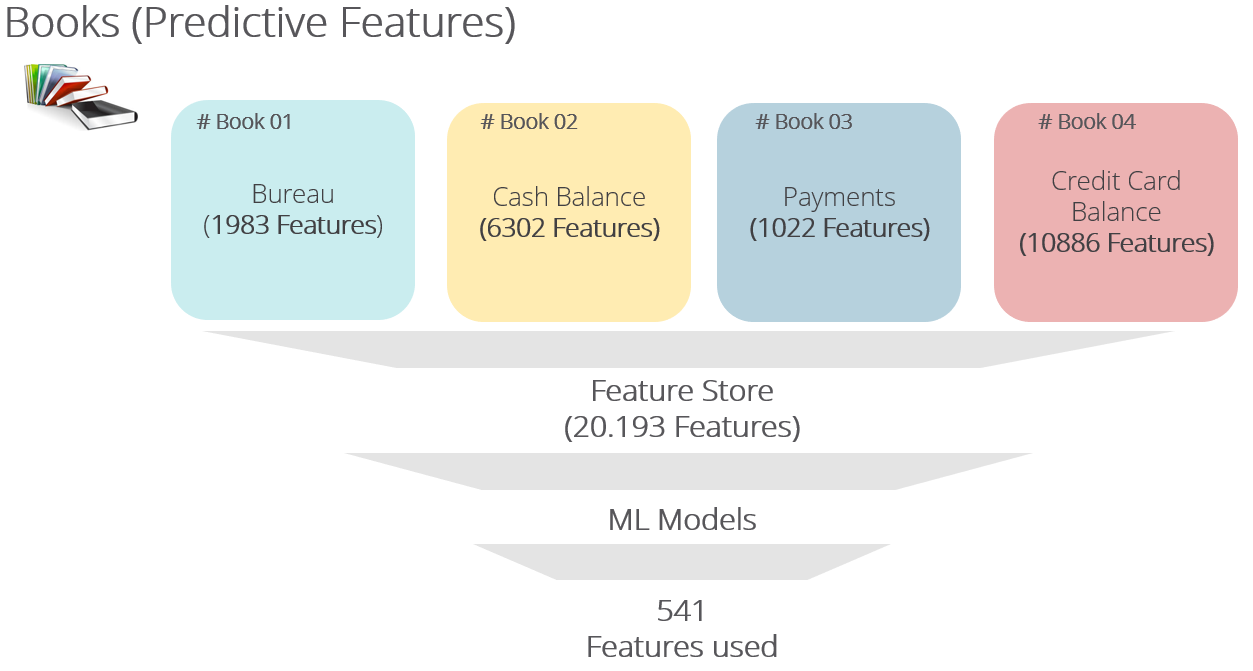 Books (Predictive Features)
# Book 01
Bureau
(1983 Features)
# Book 02
Cash Balance
(6302 Features)
# Book 03
Payments
(1022 Features)
# Book 04
Credit Card
Balance
(10886 Features)
Feature Store
(20.193 Features)
ML Models
541
Features used